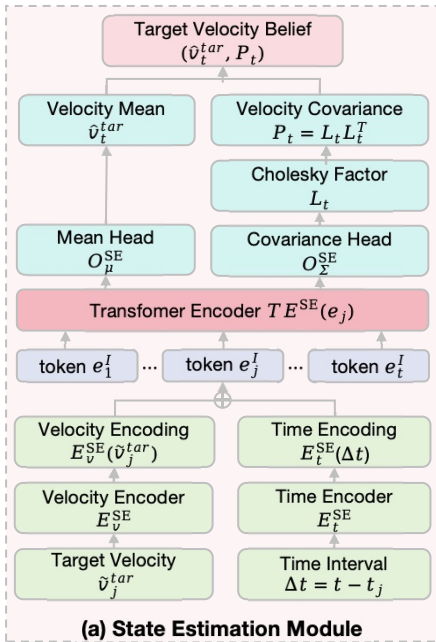 Target Velocity Belief
(v̂_t^{tar}, P_t)
Velocity Mean
v̂_t^{tar}
Velocity Covariance
P_t = L_t L_t^T
Cholesky Factor
L_t
Mean Head
O_μ^{SE}
Covariance Head
O_Σ^{SE}
Transfomer Encoder TE^{SE}(e_j)
token e_1^I ... token e_j^I ... token e_t^I
⊕
Velocity Encoding
E_v^{SE}(ṽ_j^{tar})
Time Encoding
E_t^{SE}(Δt)
Velocity Encoder
E_v^{SE}
Time Encoder
E_t^{SE}
Target Velocity
ṽ_j^{tar}
Time Interval
Δt = t − t_j
(a) State Estimation Module